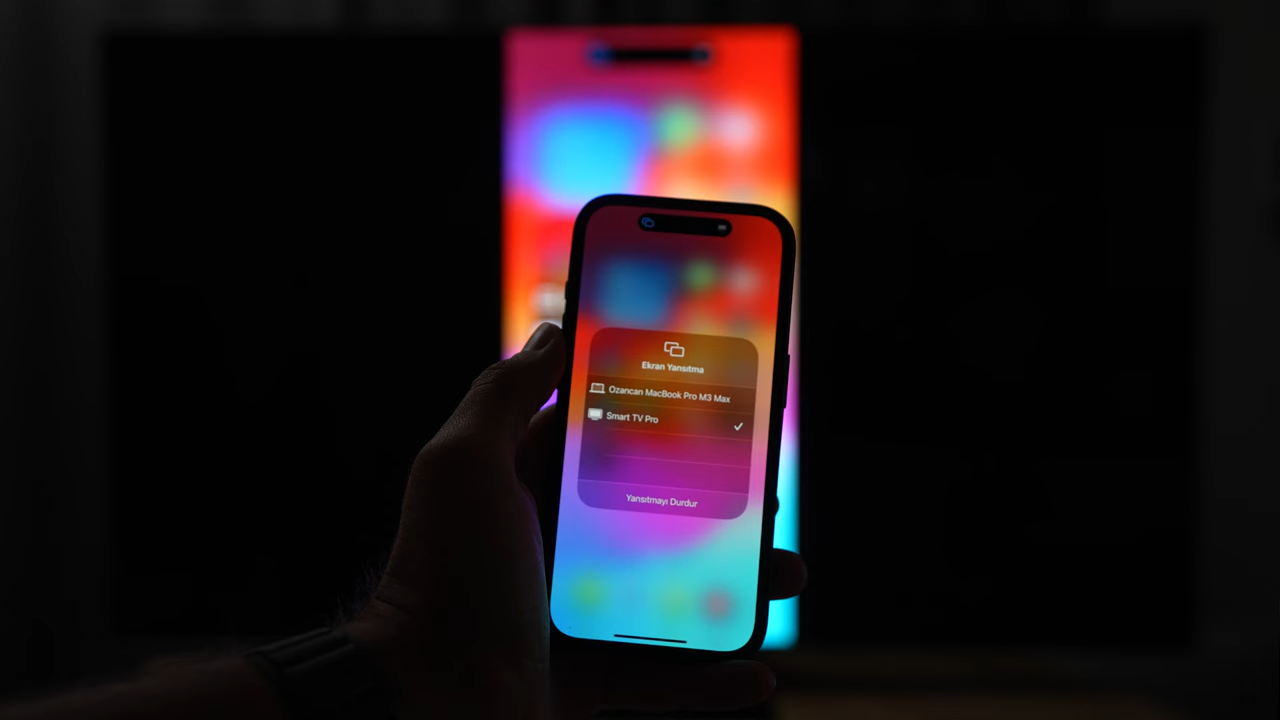 Ekran Yansıtma
Ozancan MacBook Pro M3 Max
Smart TV Pro
Yansıtmayı Durdur